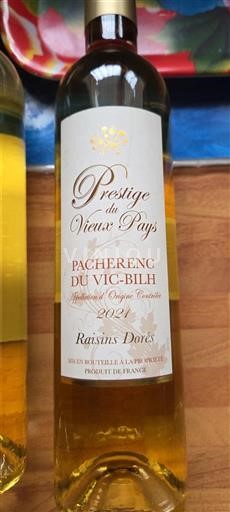 Prestige
du
Vieux Pays
PACHERENC
DU VIC-BILH
Appellation d'Origine Contrôlée
2021
Raisins Dorés
MIS EN BOUTEILLE À LA PROPRIÉTÉ
PRODUIT DE FRANCE